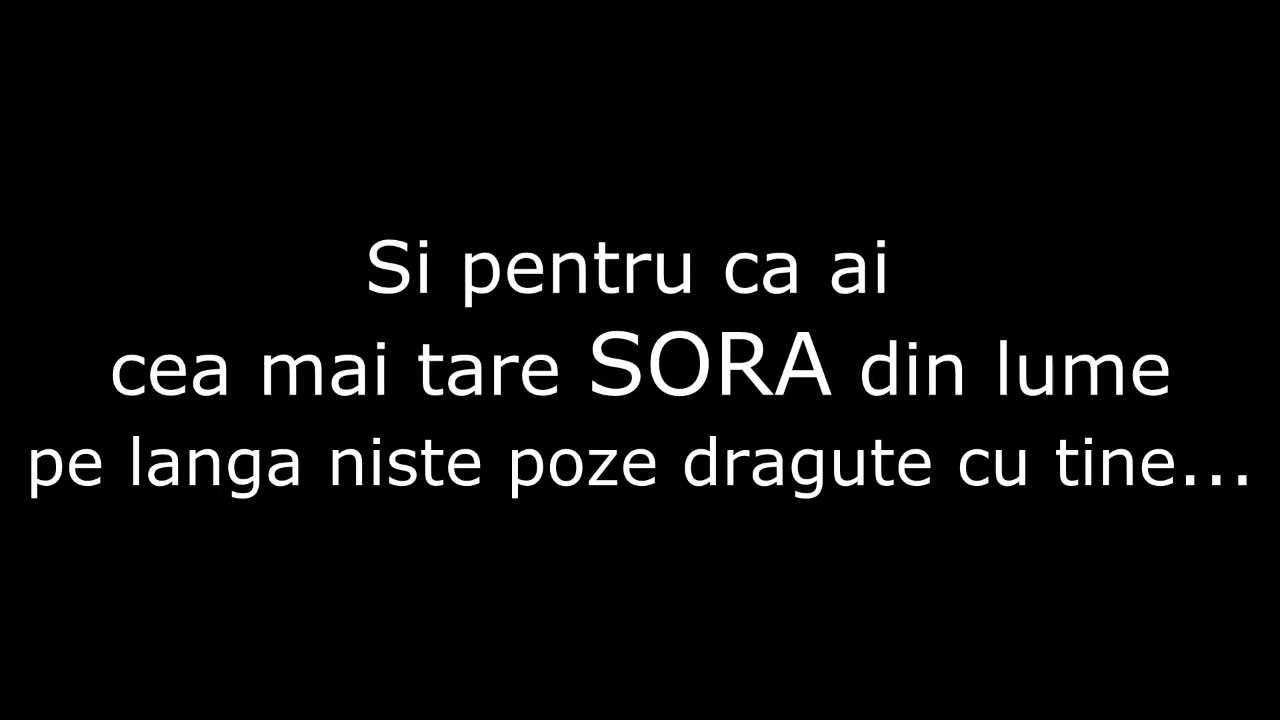 Si pentru ca ai
cea mai tare SORA din lume
pe langa niste poze dragute cu tine...